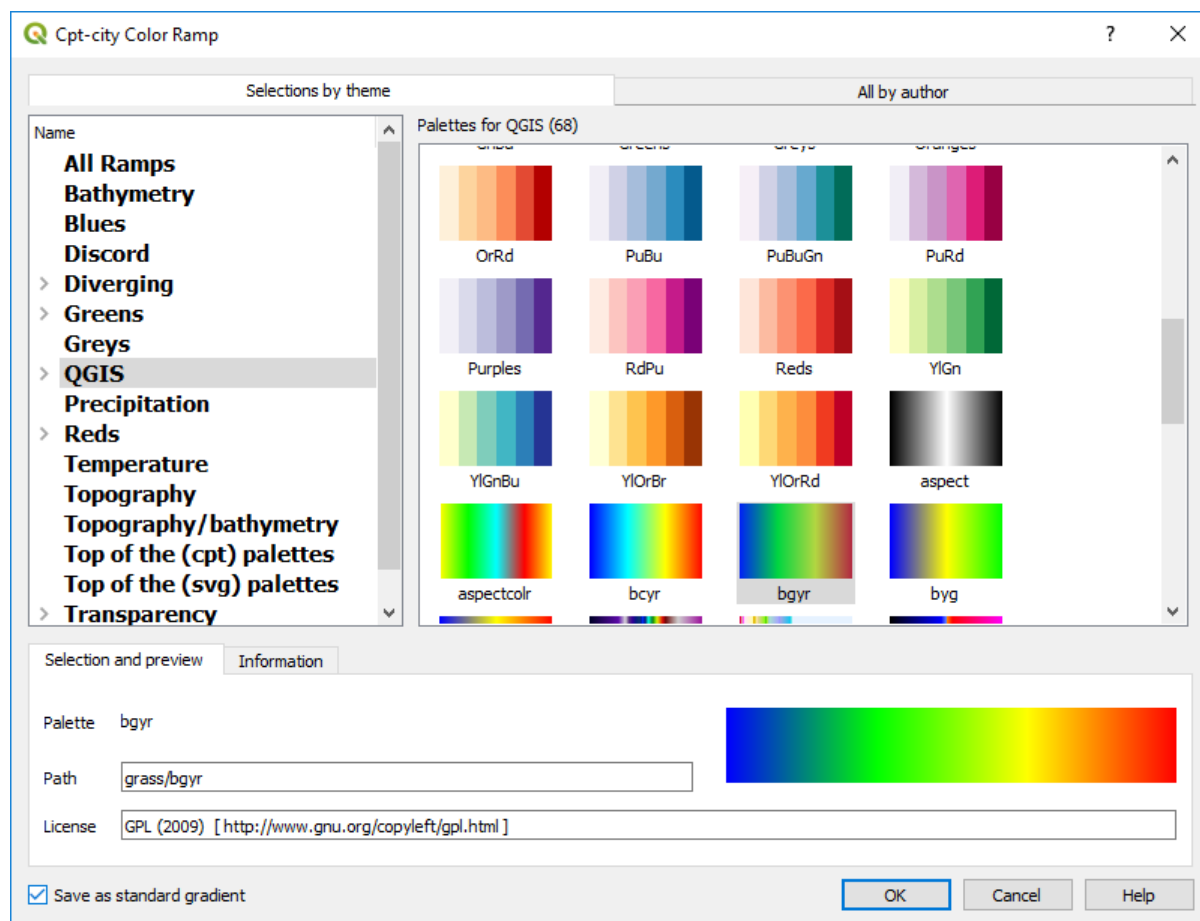 Cpt-city Color Ramp
Selections by theme
All by author
Name
All Ramps
Bathymetry
Blues
Discord
Diverging
Greens
Greys
QGIS
Precipitation
Reds
Temperature
Topography
Topography/bathymetry
Top of the (cpt) palettes
Top of the (svg) palettes
Transparency
Palettes for QGIS (68)
GnBu Greens Greys Oranges
OrRd PuBu PuBuGn PuRd
Purples RdPu Reds YlGn
YlGnBu YlOrBr YlOrRd aspect
aspectcolr bcyr bgyr byg
Selection and preview
Information
Palette bgyr
Path grass/bgyr
License GPL (2009) [ http://www.gnu.org/copyleft/gpl.html ]
Save as standard gradient
OK Cancel Help